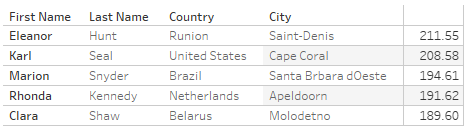 First Name Last Name Country City
Eleanor Hunt Runion Saint-Denis 211.55
Karl Seal United States Cape Coral 208.58
Marion Snyder Brazil Santa Brbara dOeste 194.61
Rhonda Kennedy Netherlands Apeldoorn 191.62
Clara Shaw Belarus Molodetno 189.60